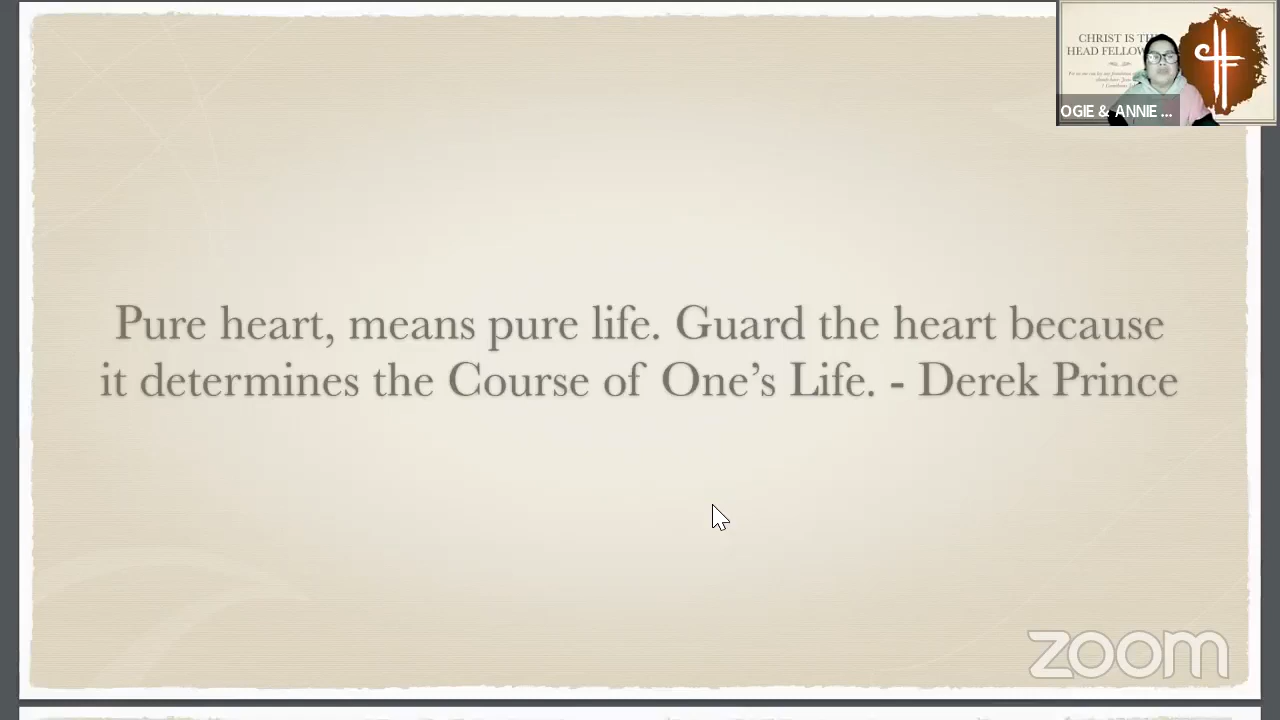 CHRIST IS TH
HEAD FELLOW
OGIE & ANNIE ...
Pure heart, means pure life. Guard the heart because
it determines the Course of One’s Life. - Derek Prince
zoom